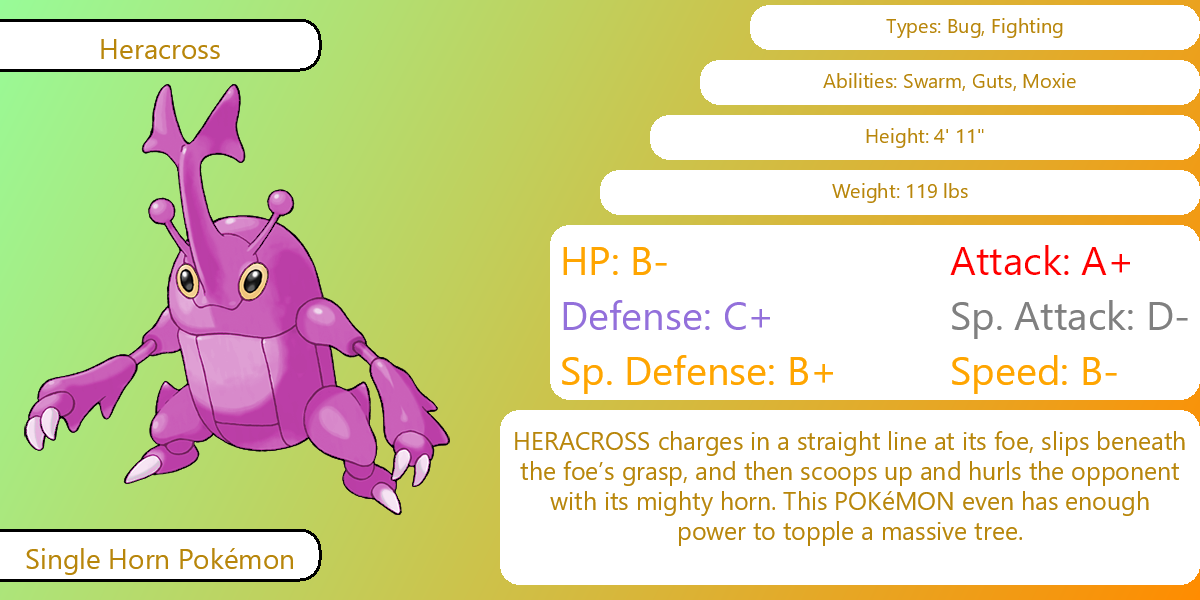 Heracross
Types: Bug, Fighting
Abilities: Swarm, Guts, Moxie
Height: 4' 11"
Weight: 119 lbs
HP: B-
Attack: A+
Defense: C+
Sp. Attack: D-
Sp. Defense: B+
Speed: B-
HERACROSS charges in a straight line at its foe, slips beneath
the foe’s grasp, and then scoops up and hurls the opponent
with its mighty horn. This POKéMON even has enough
power to topple a massive tree.
Single Horn Pokémon